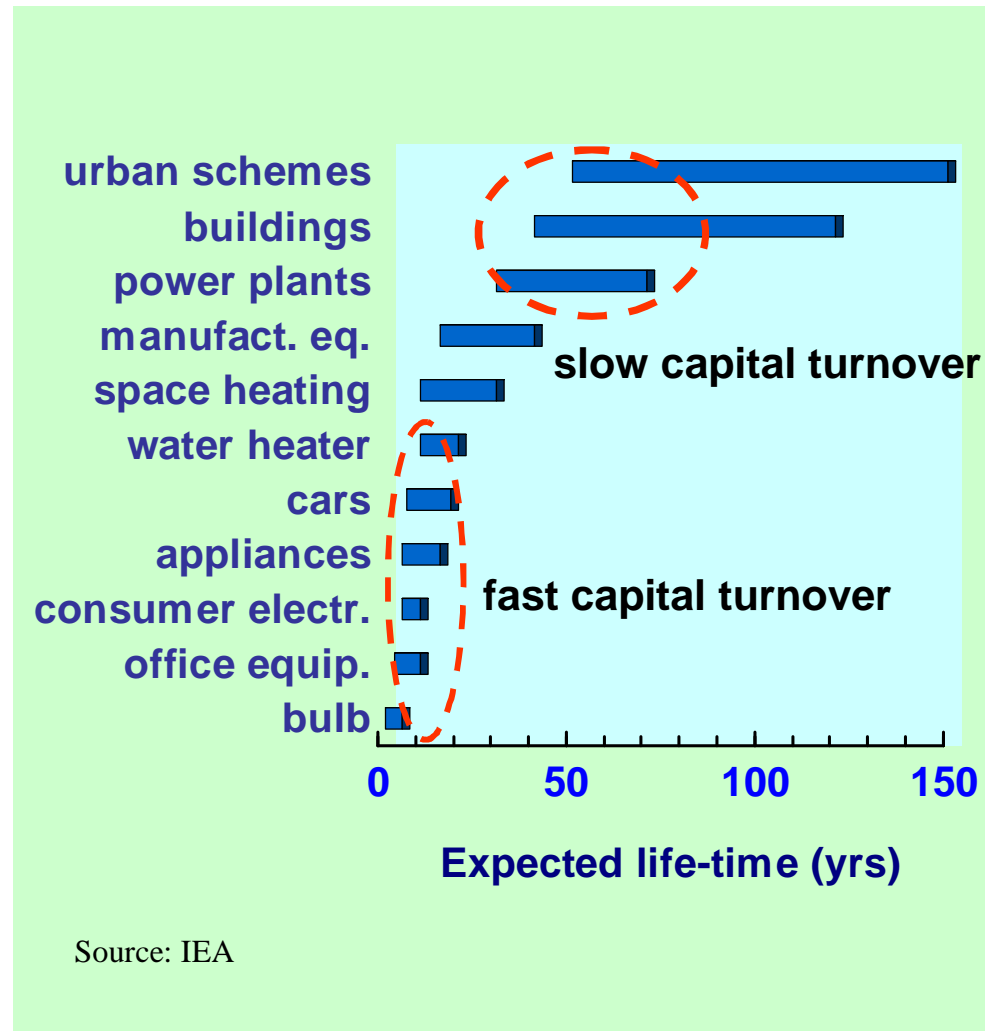 urban schemes
buildings
power plants
manufact. eq.
slow capital turnover
space heating
water heater
cars
appliances
fast capital turnover
consumer electr.
office equip.
bulb
0 50 100 150
Expected life-time (yrs)
Source: IEA